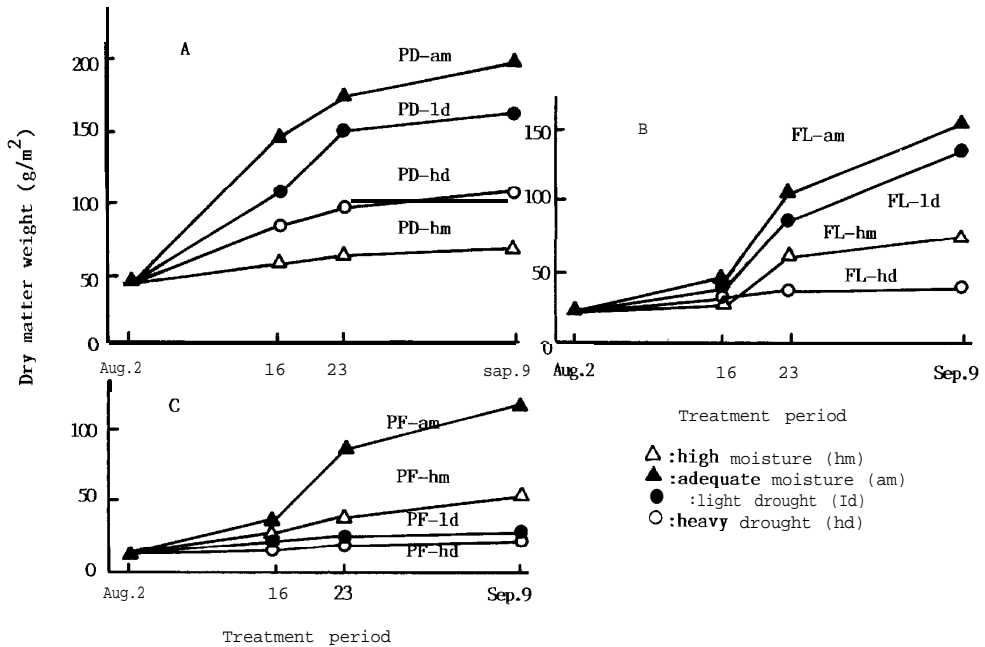 Dry matter weight (g/m2)
A
200
150
100
50
0
PD-am
PD-ld
PD-hd
PD-hm
Aug.2 16 23 sap.9
B
150
100
50
0
FL-am
FL-ld
FL-hm
FL-hd
Aug.2 16 23 Sep.9
Treatment period
C
100
50
0
PF-am
PF-hm
PF-ld
PF-hd
Aug.2 16 23 Sep.9
Treatment period
:high moisture (hm)
:adequate moisture (am)
:light drought (Id)
:heavy drought (hd)